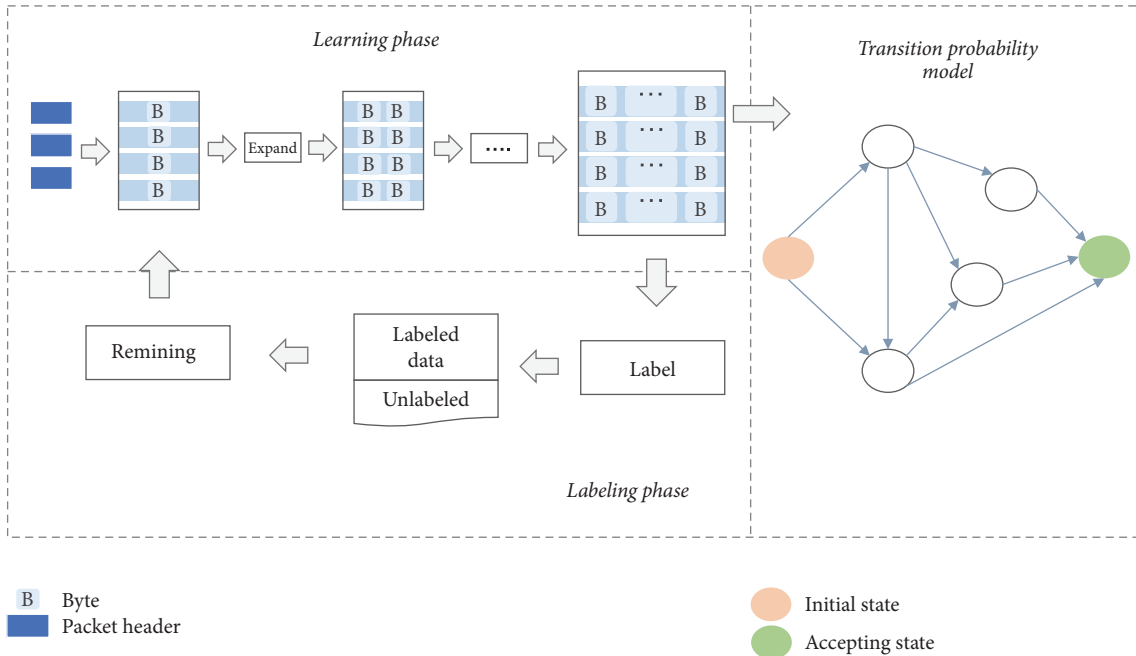 Learning phase
Transition probability
model
B
B
B
B
Expand
B B
B B
B B
B B
....
B ... B
B ... B
B ... B
B ... B
Remining
Labeled
data
Unlabeled
Label
Labeling phase
B Byte
Packet header
Initial state
Accepting state